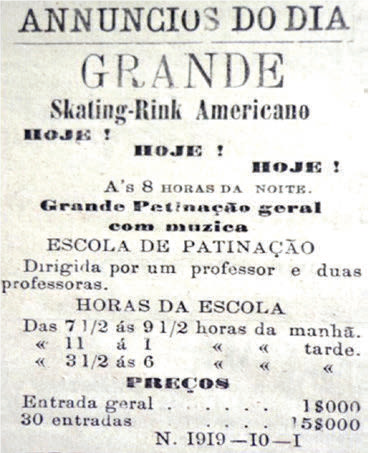 ANNUNCIOS DO DIA
GRANDE
Skating-Rink Americano
HOJE !
HOJE !
HOJE !
A's 8 HORAS DA NOITE.
Grande Patinação geral
com muzica
ESCOLA DE PATINAÇÃO
Dirigida por um professor e duas
professoras.
HORAS DA ESCOLA
Das 7 1/2 ás 9 1/2 horas da manhã.
« 11 á 1 « « tarde.
« 3 1/2 ás 6 « « «
PREÇOS
Entrada geral . . . . . 1$000
30 entradas . . . . . 15$000
N. 1919—10—1